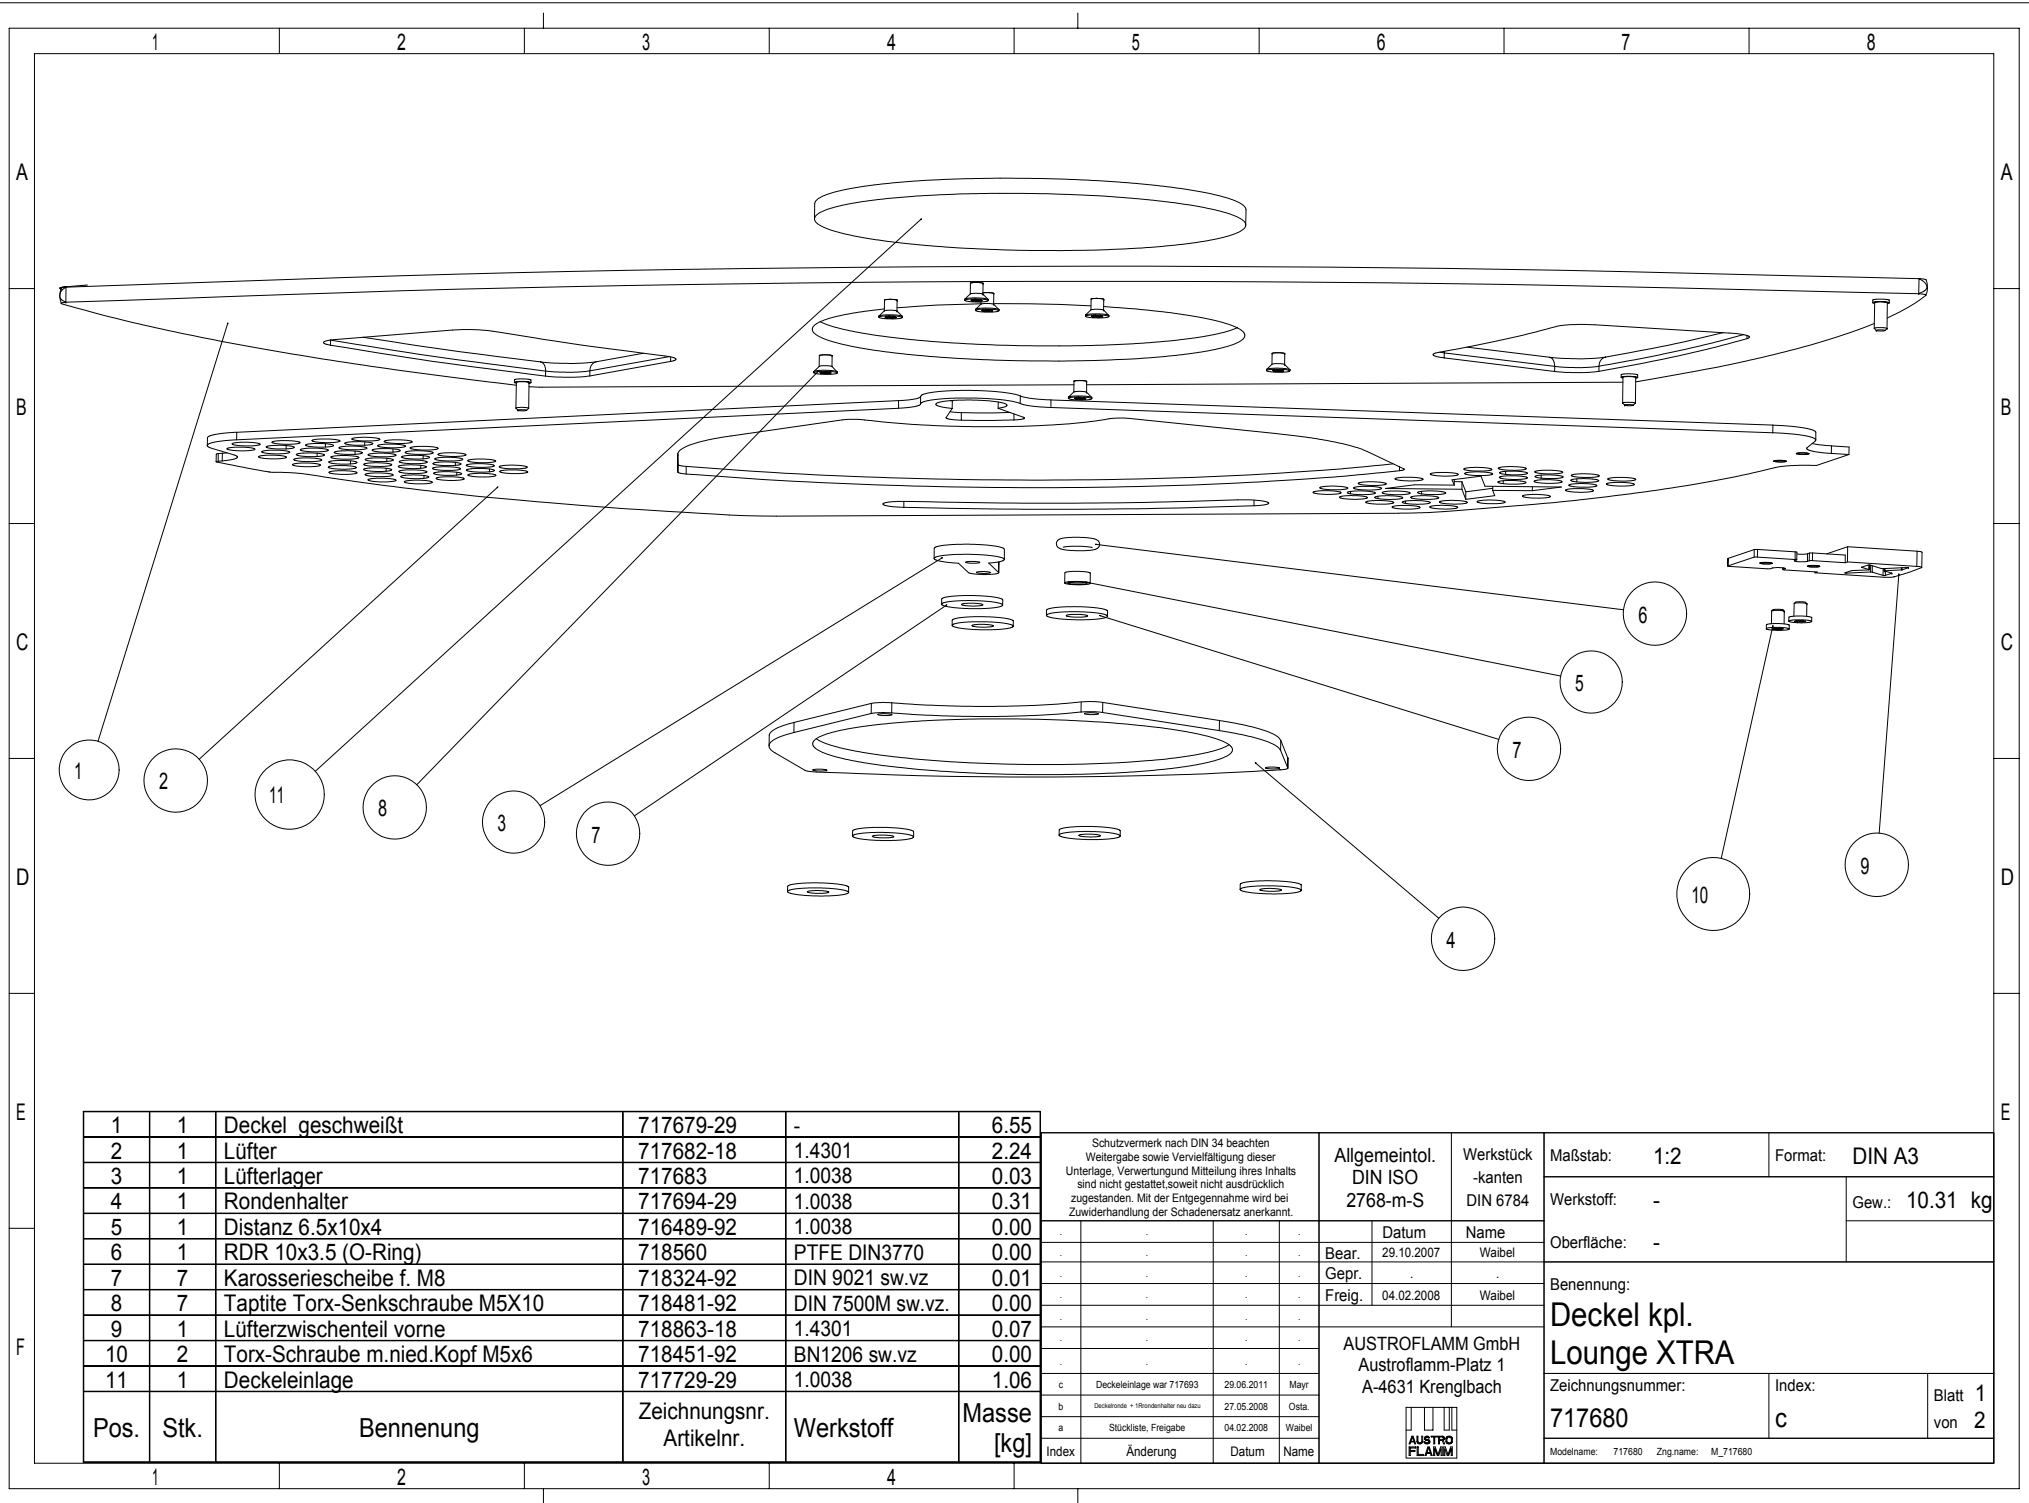 1 2 3 4 5 6 7 8
A A
B B
C C
D D
E E
F
1
2
11
8
3
7
6
5
7
4
10
9
1 1 Deckel geschweißt 717679-29 - 6.55
2 1 Lüfter 717682-18 1.4301 2.24
3 1 Lüfterlager 717683 1.0038 0.03
4 1 Rondenhalter 717694-29 1.0038 0.31
5 1 Distanz 6.5x10x4 716489-92 1.0038 0.00
6 1 RDR 10x3.5 (O-Ring) 718560 PTFE DIN3770 0.00
7 7 Karosseriescheibe f. M8 718324-92 DIN 9021 sw.vz 0.01
8 7 Taptite Torx-Senkschraube M5X10 718481-92 DIN 7500M sw.vz. 0.00
9 1 Lüfterzwischenteil vorne 718863-18 1.4301 0.07
10 2 Torx-Schraube m.nied.Kopf M5x6 718451-92 BN1206 sw.vz 0.00
11 1 Deckeleinlage 717729-29 1.0038 1.06
Pos. Stk. Bennenung Zeichnungsnr. Artikelnr. Werkstoff Masse [kg]
Schutzvermerk nach DIN 34 beachten
Weitergabe sowie Vervielfältigung dieser
Unterlage, Verwertungund Mitteilung ihres Inhalts
sind nicht gestattet,soweit nicht ausdrücklich
zugestanden. Mit der Entgegennahme wird bei
Zuwiderhandlung der Schadenersatz anerkannt.
Allgemeintol.
DIN ISO
2768-m-S
Werkstück
-kanten
DIN 6784
Datum Name
Bear. 29.10.2007 Waibel
Gepr. . .
Freig. 04.02.2008 Waibel
c Deckeleinlage war 717693 29.06.2011 Mayr
b Deckelronde + 1Rrondenhalter neu dazu 27.05.2008 Osta.
a Stückliste, Freigabe 04.02.2008 Waibel
Index Änderung Datum Name
AUSTROFLAMM GmbH
Austroflamm-Platz 1
A-4631 Krenglbach
AUSTRO
FLAMM
Maßstab: 1:2 Format: DIN A3
Werkstoff: - Gew.: 10.31 kg
Oberfläche: -
Benennung:
Deckel kpl.
Lounge XTRA
Zeichnungsnummer: Index: Blatt 1
717680 c von 2
Modelname: 717680 Zng.name: M_717680
1 2 3 4